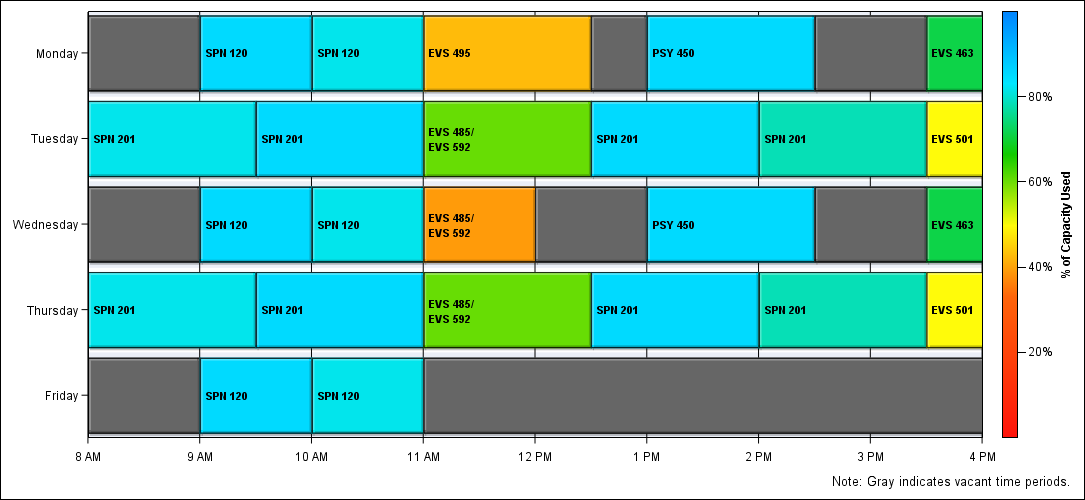 Monday
SPN 120
SPN 120
EVS 495
PSY 450
EVS 463
Tuesday
SPN 201
SPN 201
EVS 485/
EVS 592
SPN 201
SPN 201
EVS 501
Wednesday
SPN 120
SPN 120
EVS 485/
EVS 592
PSY 450
EVS 463
Thursday
SPN 201
SPN 201
EVS 485/
EVS 592
SPN 201
SPN 201
EVS 501
Friday
SPN 120
SPN 120
8 AM
9 AM
10 AM
11 AM
12 PM
1 PM
2 PM
3 PM
4 PM
80%
60%
40%
20%
% of Capacity Used
Note: Gray indicates vacant time periods.